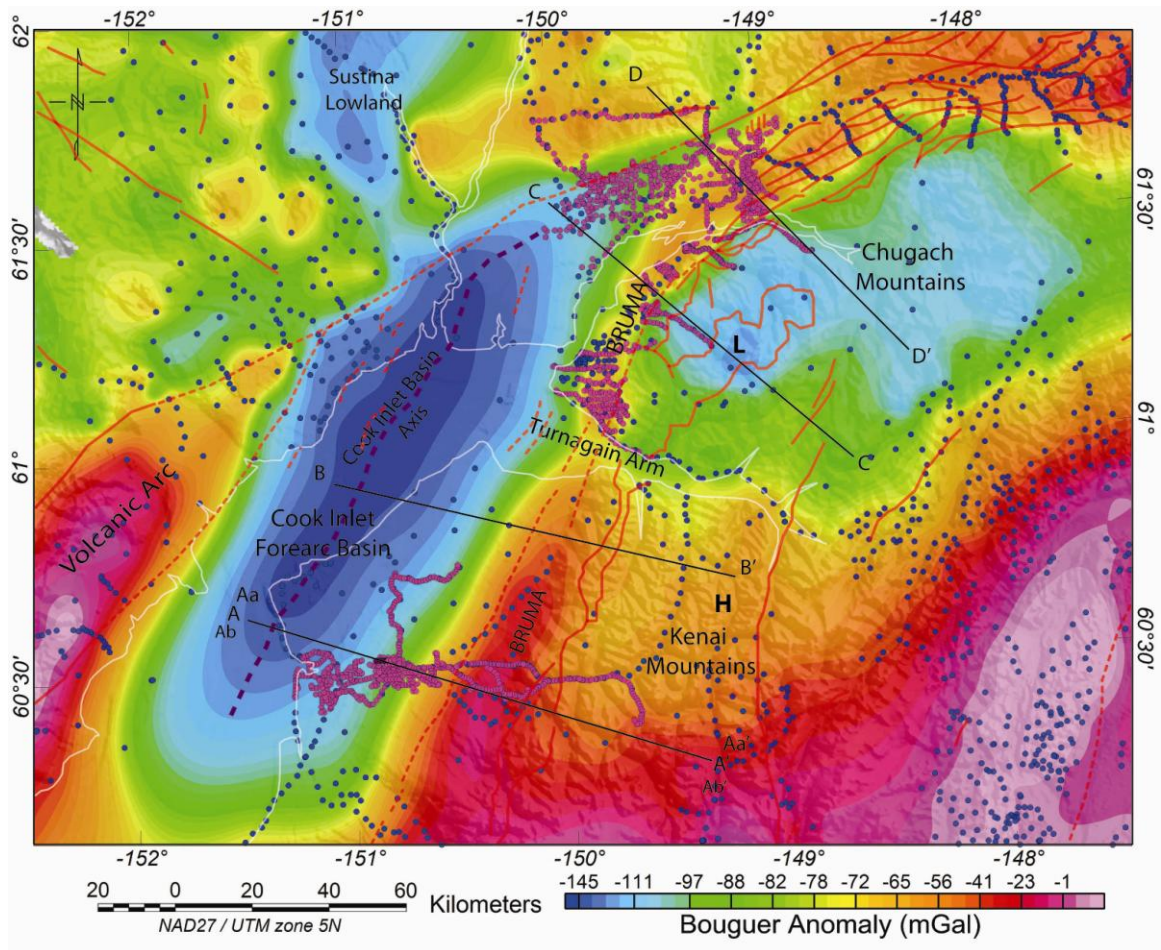 -152° -151° -150° -149° -148°
62°
N
Sustina
Lowland
D
C
61°30'
61°30'
Chugach
Mountains
BRUMA
L
D'
Cook Inlet Basin
Axis
Turnagain Arm
61°
61°
C
B
Volcanic Arc
Cook Inlet
Forearc Basin
B'
Aa
A
Ab
BRUMA
H
Kenai
Mountains
60°30'
60°30'
Aa'
A'
Ab'
-152° -151° -150° -149° -148°
20 0 20 40 60
Kilometers
NAD27 / UTM zone 5N
-145 -111 -97 -88 -82 -78 -72 -65 -56 -41 -23 -1
Bouguer Anomaly (mGal)